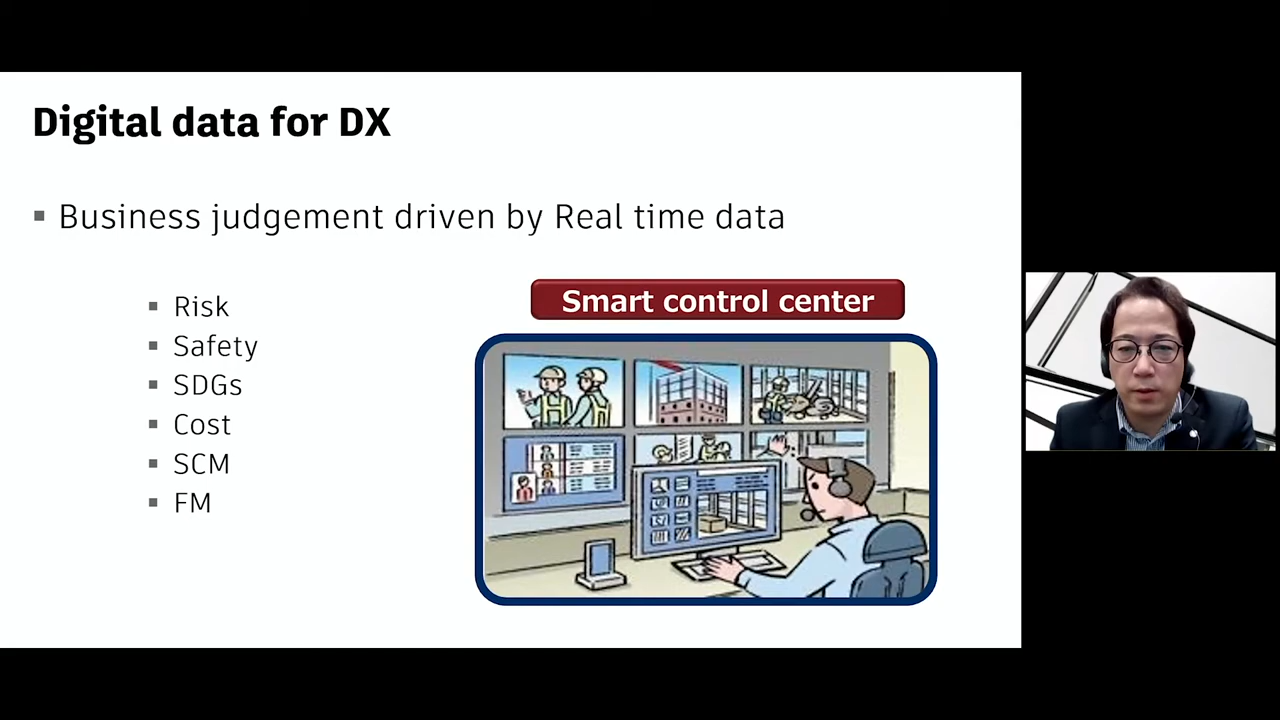 Digital data for DX
Business judgement driven by Real time data
Risk
Safety
SDGs
Cost
SCM
FM
Smart control center